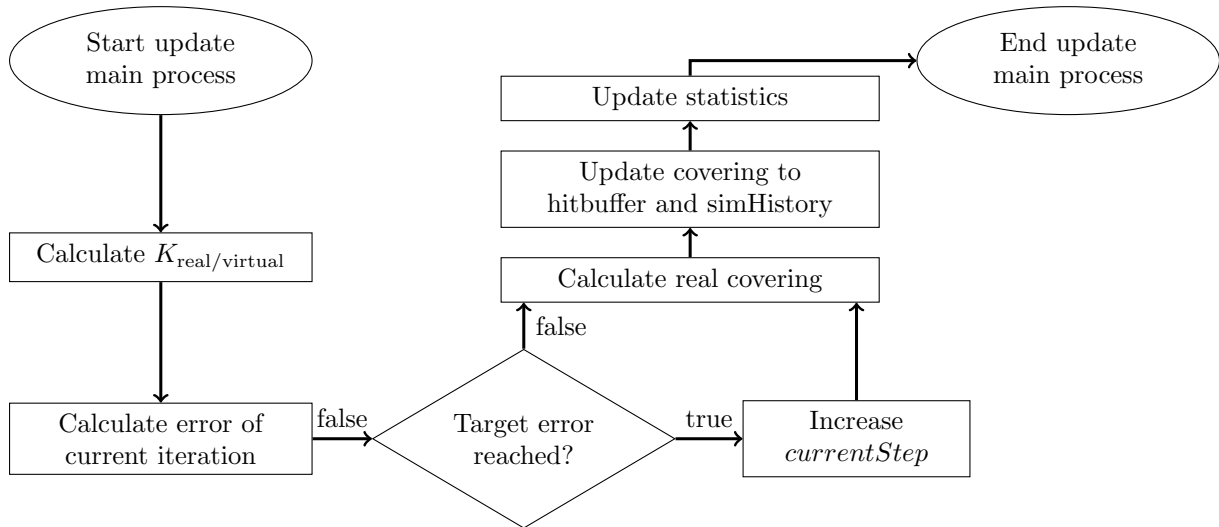 Start update
main process
Calculate K_real/virtual
Calculate error of
current iteration
false
Target error
reached?
false
true
Increase
currentStep
Calculate real covering
Update covering to
hitbuffer and simHistory
Update statistics
End update
main process